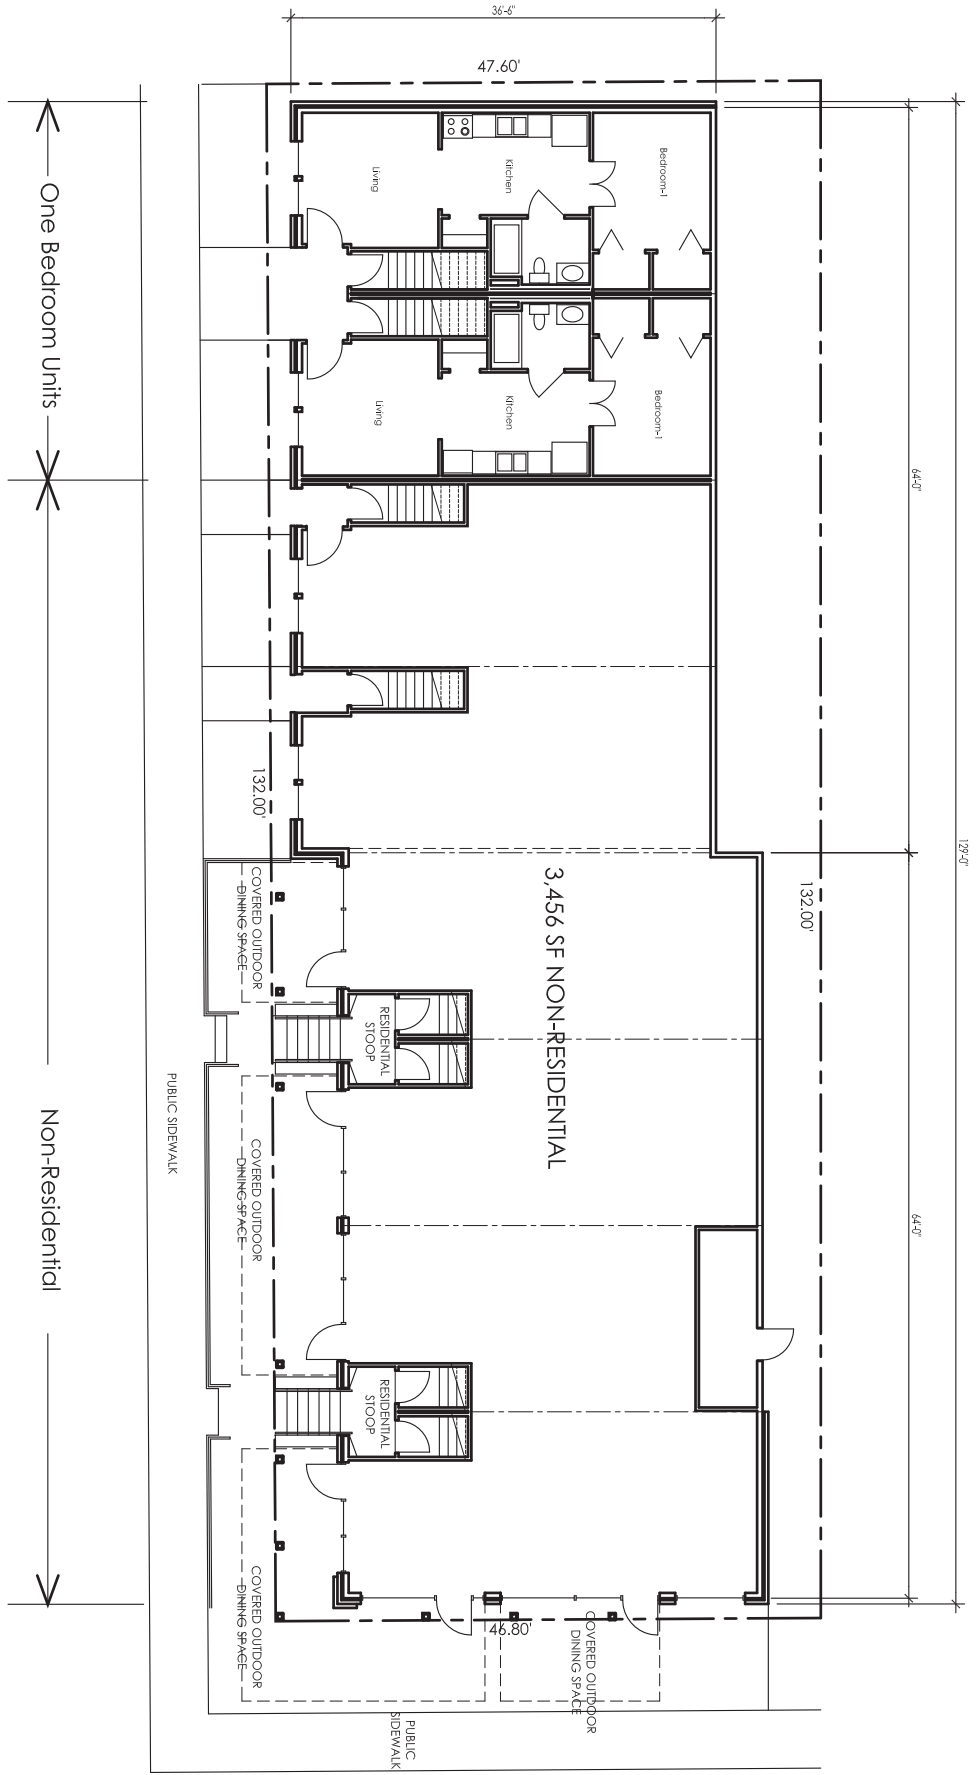 36'-6"
47.60'
One Bedroom Units
Living
Kitchen
Bedroom-1
Living
Kitchen
Bedroom-1
64'-0"
129'-0"
132.00'
132.00'
3,456 SF NON-RESIDENTIAL
COVERED OUTDOOR
DINING SPACE
RESIDENTIAL
STOOP
PUBLIC SIDEWALK
Non-Residential
COVERED OUTDOOR
DINING SPACE
64'-0"
RESIDENTIAL
STOOP
COVERED OUTDOOR
DINING SPACE
46.80'
COVERED OUTDOOR
DINING SPACE
PUBLIC
SIDEWALK